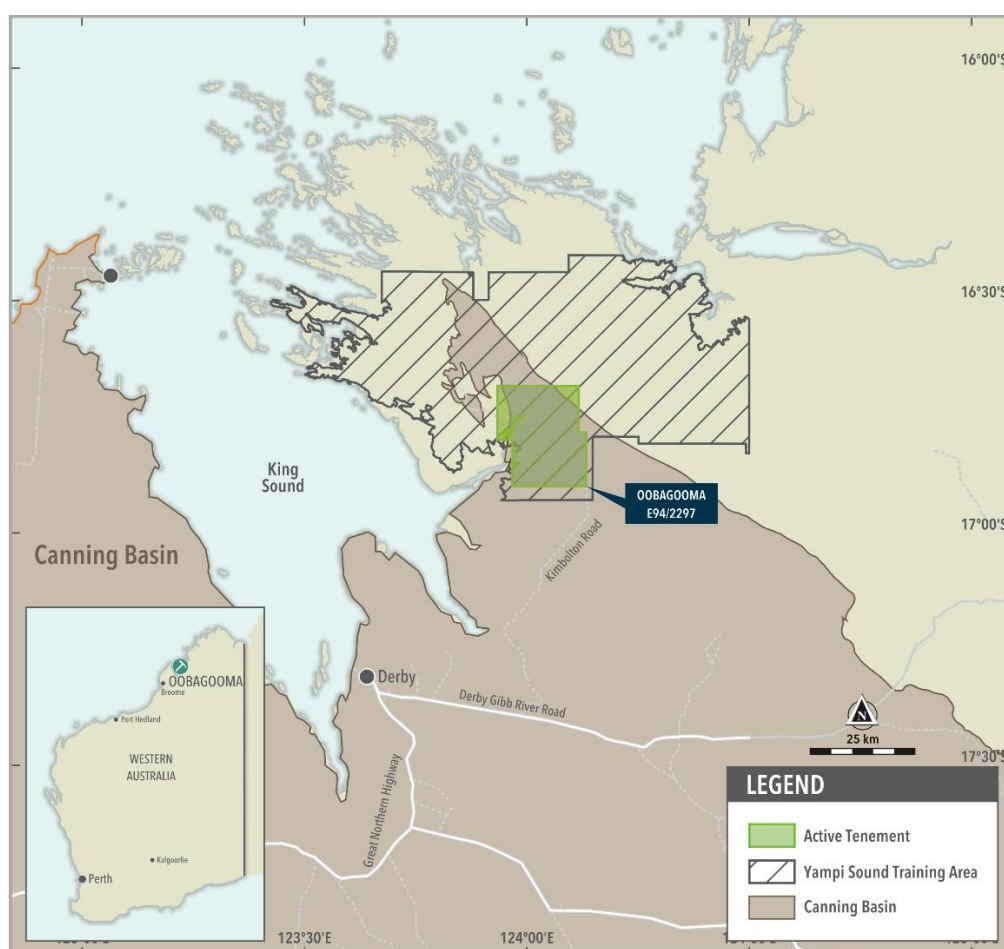 16°00'S
16°30'S
King
Sound
OOBAGOOMA
E94/2297
17°00'S
Canning Basin
Kimbolton Road
Derby
Derby Gibb River Road
N
25 km
17°30'S
Great Northern Highway
OOBAGOOMA
Broome
Port Hedland
WESTERN
AUSTRALIA
Kalgoorlie
Perth
LEGEND
Active Tenement
Yampi Sound Training Area
Canning Basin
123°30'S
124°00'S